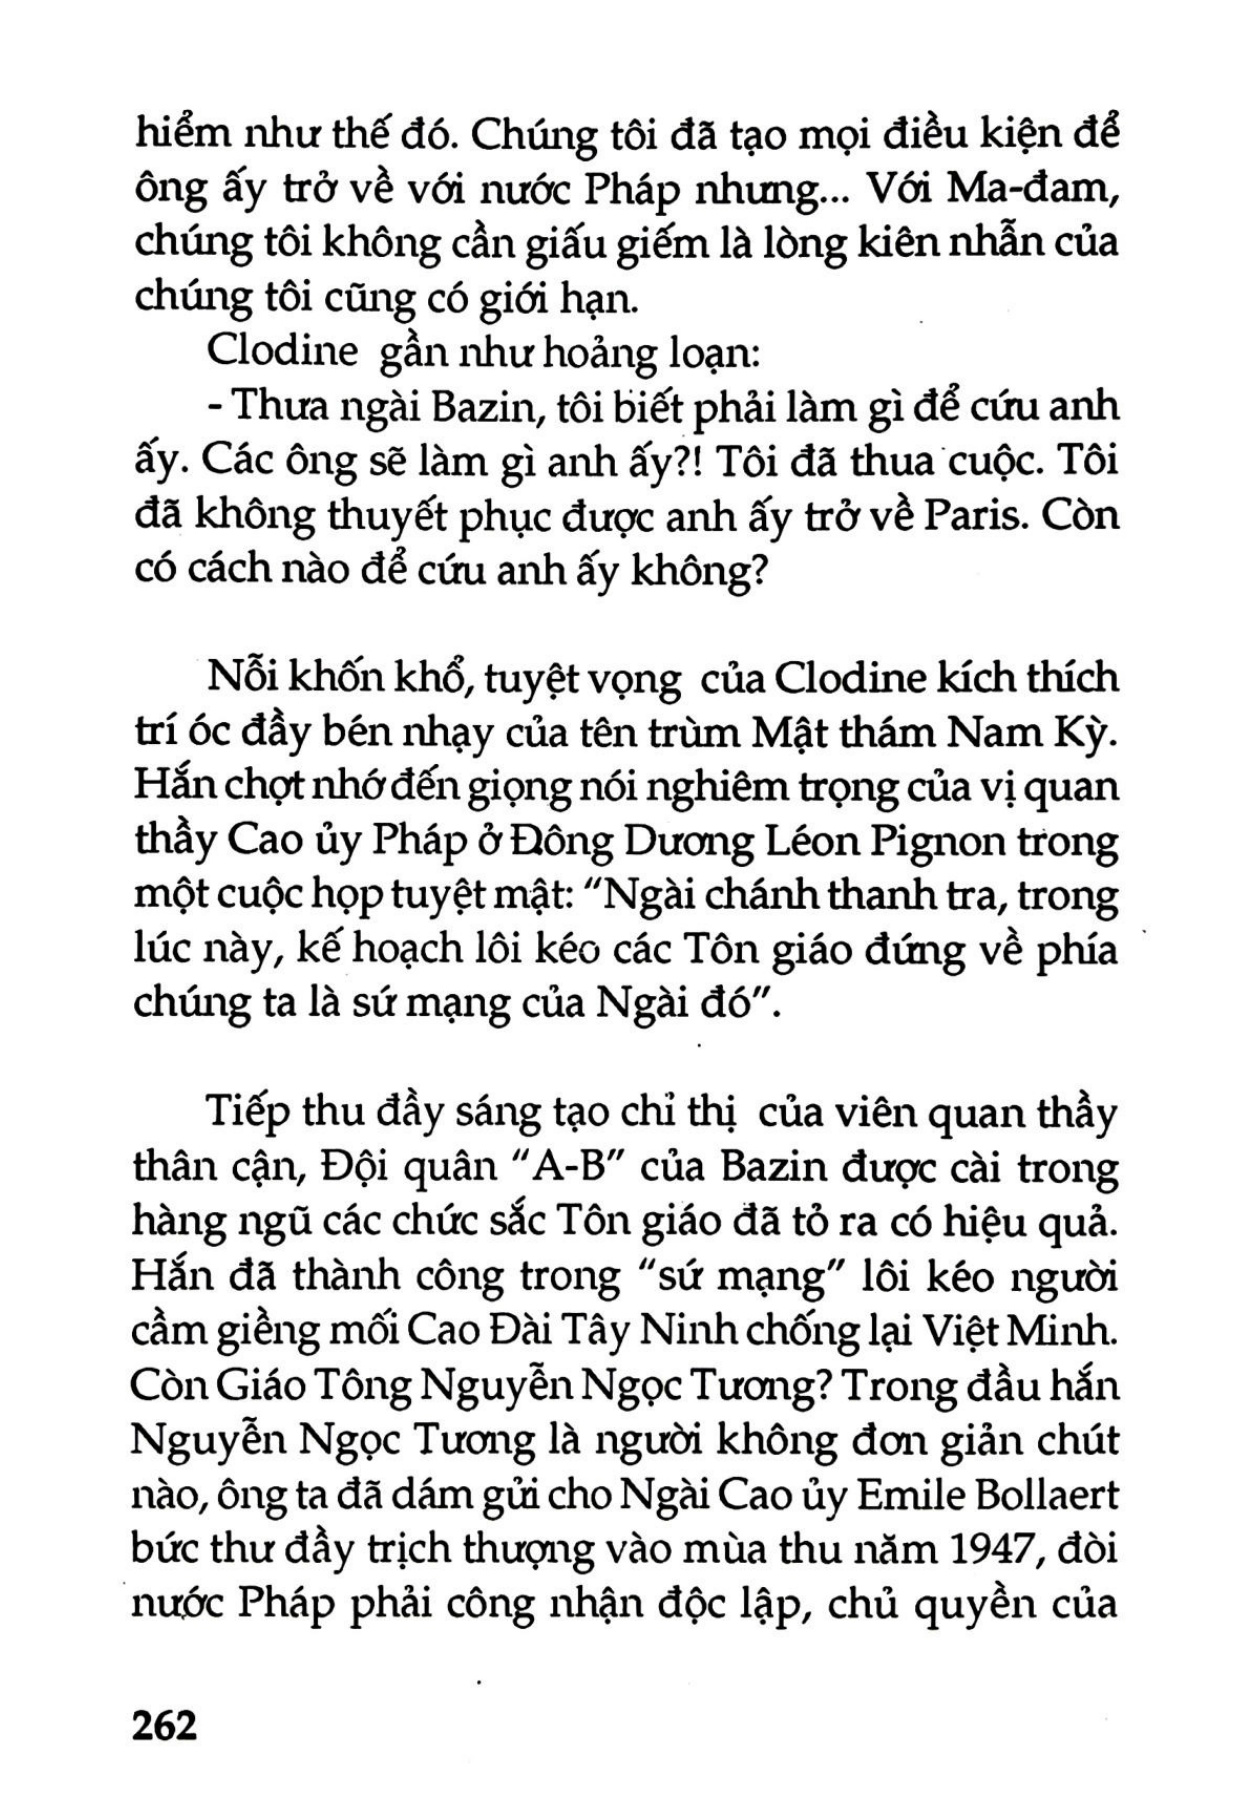 hiểm như thế đó. Chúng tôi đã tạo mọi điều kiện để
ông ấy trở về với nước Pháp nhưng... Với Ma-đam,
chúng tôi không cần giấu giếm là lòng kiên nhẫn của
chúng tôi cũng có giới hạn.
Clodine gần như hoảng loạn:
- Thưa ngài Bazin, tôi biết phải làm gì để cứu anh
ấy. Các ông sẽ làm gì anh ấy?! Tôi đã thua cuộc. Tôi
đã không thuyết phục được anh ấy trở về Paris. Còn
có cách nào để cứu anh ấy không?
Nỗi khốn khổ, tuyệt vọng của Clodine kích thích
trí óc đầy bén nhạy của tên trùm Mật thám Nam Kỳ.
Hắn chợt nhớ đến giọng nói nghiêm trọng của vị quan
thầy Cao ủy Pháp ở Đông Dương Léon Pignon trong
một cuộc họp tuyệt mật: "Ngài chánh thanh tra, trong
lúc này, kế hoạch lôi kéo các Tôn giáo đứng về phía
chúng ta là sứ mạng của Ngài đó".
Tiếp thu đầy sáng tạo chỉ thị của viên quan thầy
thân cận, Đội quân "A-B" của Bazin được cài trong
hàng ngũ các chức sắc Tôn giáo đã tỏ ra có hiệu quả.
Hắn đã thành công trong "sứ mạng" lôi kéo người
cầm giềng mối Cao Đài Tây Ninh chống lại Việt Minh.
Còn Giáo Tông Nguyễn Ngọc Tương? Trong đầu hắn
Nguyễn Ngọc Tương là người không đơn giản chút
nào, ông ta đã dám gửi cho Ngài Cao ủy Emile Bollaert
bức thư đầy trịch thượng vào mùa thu năm 1947, đòi
nước Pháp phải công nhận độc lập, chủ quyền của
262